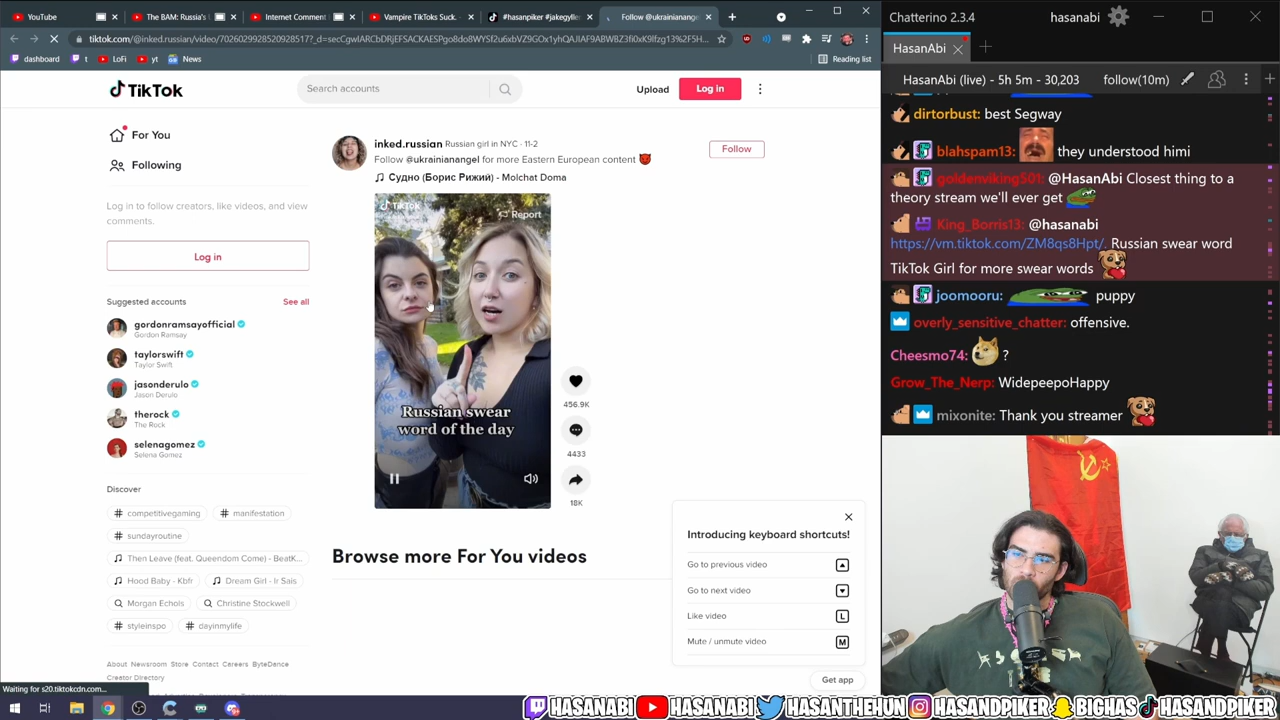 YouTube
The BAM: Russia's
Internet Comment
Vampire TikToks Suck.
#hasanpiker #jakegylle
Follow @ukrainianange
tiktok.com/@inked.russian/video/7026029928520928517?_d=secCgwIARCbDRjEFSACKAESPgo8do8WYSf2u6xbVZ9GOx1yhQAJIAF9ABWBZ3fi0xK9lfzg13%2F5H...
dashboard
t
LoFi
yt
News
Reading list
TikTok
Search accounts
Upload
Log in
For You
Following
Log in to follow creators, like videos, and view
comments.
Log in
Suggested accounts
See all
gordonramsayofficial
Gordon Ramsay
taylorswift
Taylor Swift
jasonderulo
Jason Derulo
therock
The Rock
selenagomez
Selena Gomez
Discover
# competitivegaming
# manifestation
# sundayroutine
Then Leave (feat. Queendom Come) - BeatK...
Hood Baby - Kbfr
Dream Girl - Ir Sais
Morgan Echols
Christine Stockwell
# styleinspo
# dayinmylife
About Newsroom Store Contact Careers ByteDance
Creator Directory
Waiting for s20.tiktokcdn.com...
inked.russian Russian girl in NYC · 11-2
Follow @ukrainianangel for more Eastern European content
Судно (Борис Рижий) - Molchat Doma
Follow
TikTok
Report
Russian swear
word of the day
456.9K
4433
18K
Browse more For You videos
Introducing keyboard shortcuts!
Go to previous video
Go to next video
Like video
L
Mute / unmute video
M
Get app
Chatterino 2.3.4
hasanabi
HasanAbi
HasanAbi (live) - 5h 5m - 30,203
follow(10m)
dirtorbust: best Segway
blahspam13: they understood himi
goldenviking501: @HasanAbi Closest thing to a
theory stream we'll ever get
King_Borris13: @hasanabi
https://vm.tiktok.com/ZM8qs8Hpt/. Russian swear word
TikTok Girl for more swear words
joomooru: puppy
overly_sensitive_chatter: offensive.
Cheesmo74: ?
Grow_The_Nerp: WidepeepoHappy
mixonite: Thank you streamer
HASANABI
HASANABI
HASANTHEHUN
HASANDPIKER
BIGHAS
HASANDPIKER